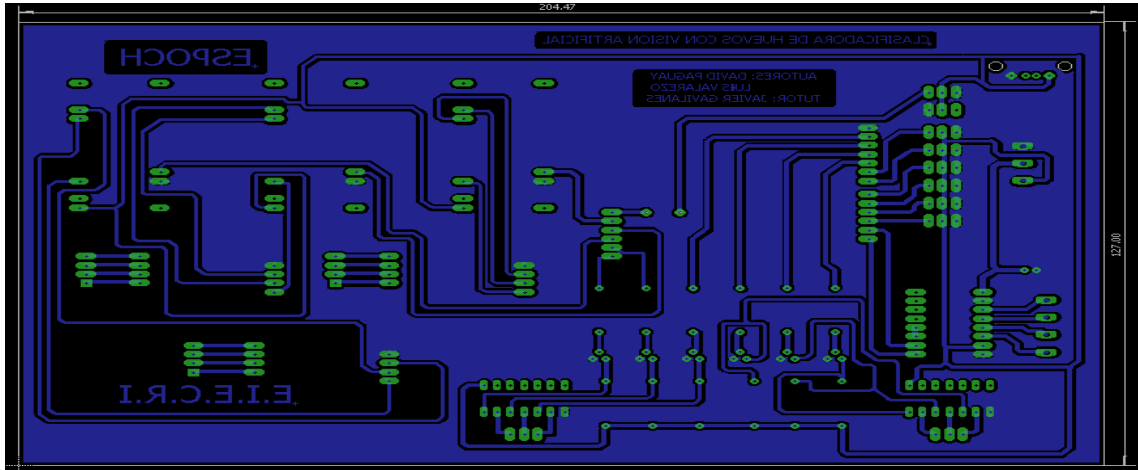 204.47
CLASIFICADORA DE HUEVOS CON VISION ARTIFICIAL
ESPOCH
AUTORES: DAVID PAGUAY
LUIS VALAREZO
TUTOR: JAVIER GAVILANES
127.00
E.I.E.C.R.I